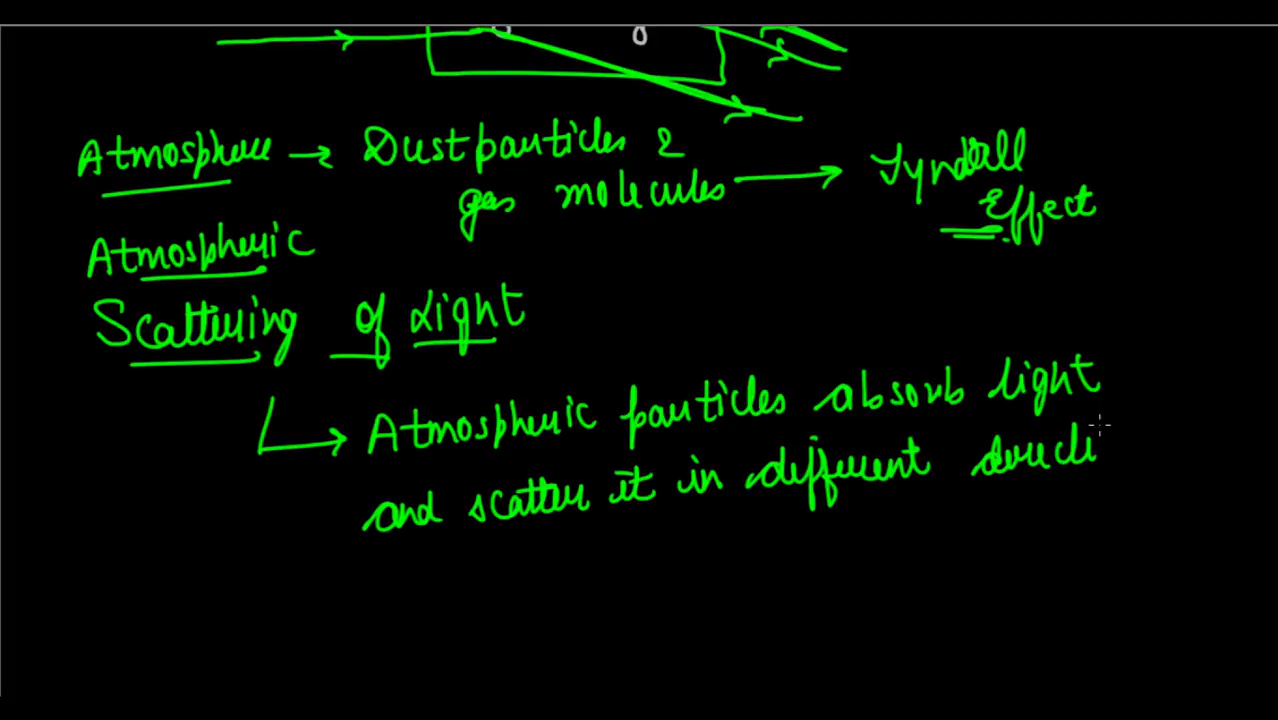 Atmosphere → Dust particles &
gas molecules → Tyndall
Effect
Atmospheric
Scattering of Light
↳ Atmospheric particles absorb light
and scatter it in different directi